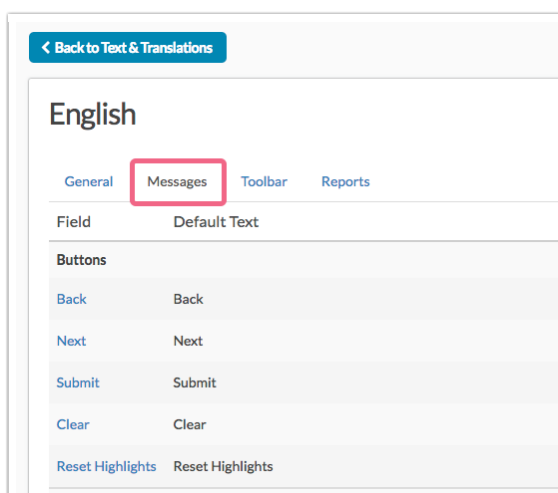 Back to Text & Translations
English
General Messages Toolbar Reports
Field Default Text
Buttons
Back Back
Next Next
Submit Submit
Clear Clear
Reset Highlights Reset Highlights